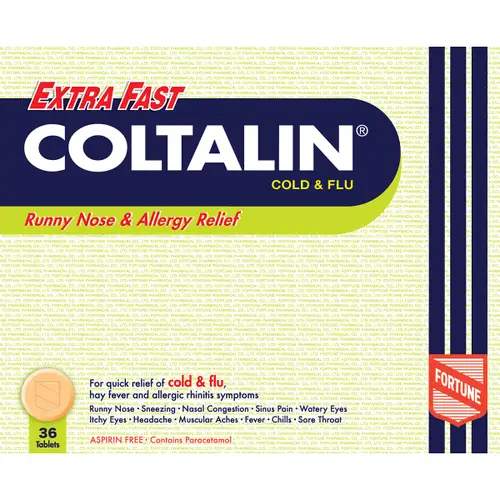 EXTRA FAST
COLTALIN®
COLD & FLU
Runny Nose & Allergy Relief
For quick relief of cold & flu,
hay fever and allergic rhinitis symptoms
Runny Nose · Sneezing · Nasal Congestion · Sinus Pain · Watery Eyes
Itchy Eyes · Headache · Muscular Aches · Fever · Chills · Sore Throat
ASPIRIN FREE · Contains Paracetamol
36
Tablets
FORTUNE